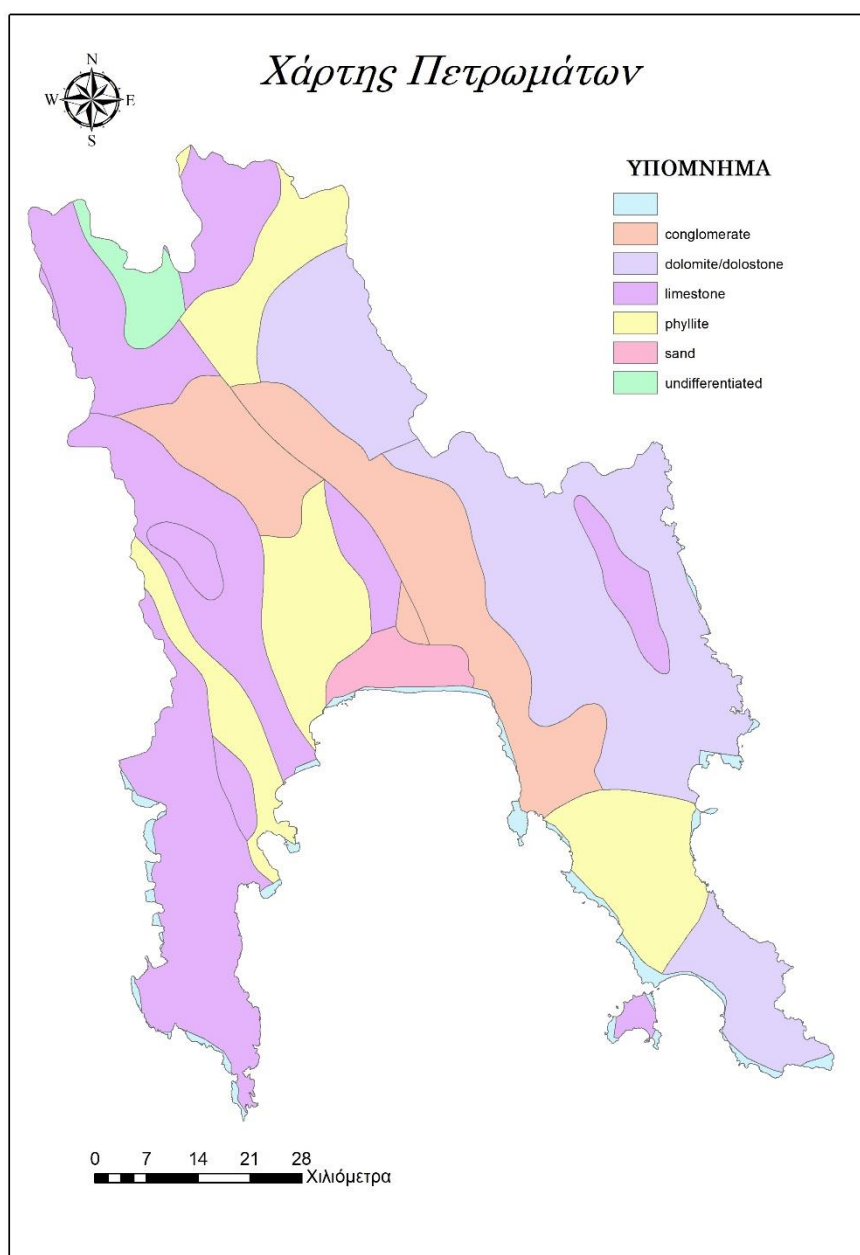 Χάρτης Πετρωμάτων
N
W E
S
ΥΠΟΜΝΗΜΑ
conglomerate
dolomite/dolostone
limestone
phyllite
sand
undifferentiated
0 7 14 21 28
Χιλιόμετρα